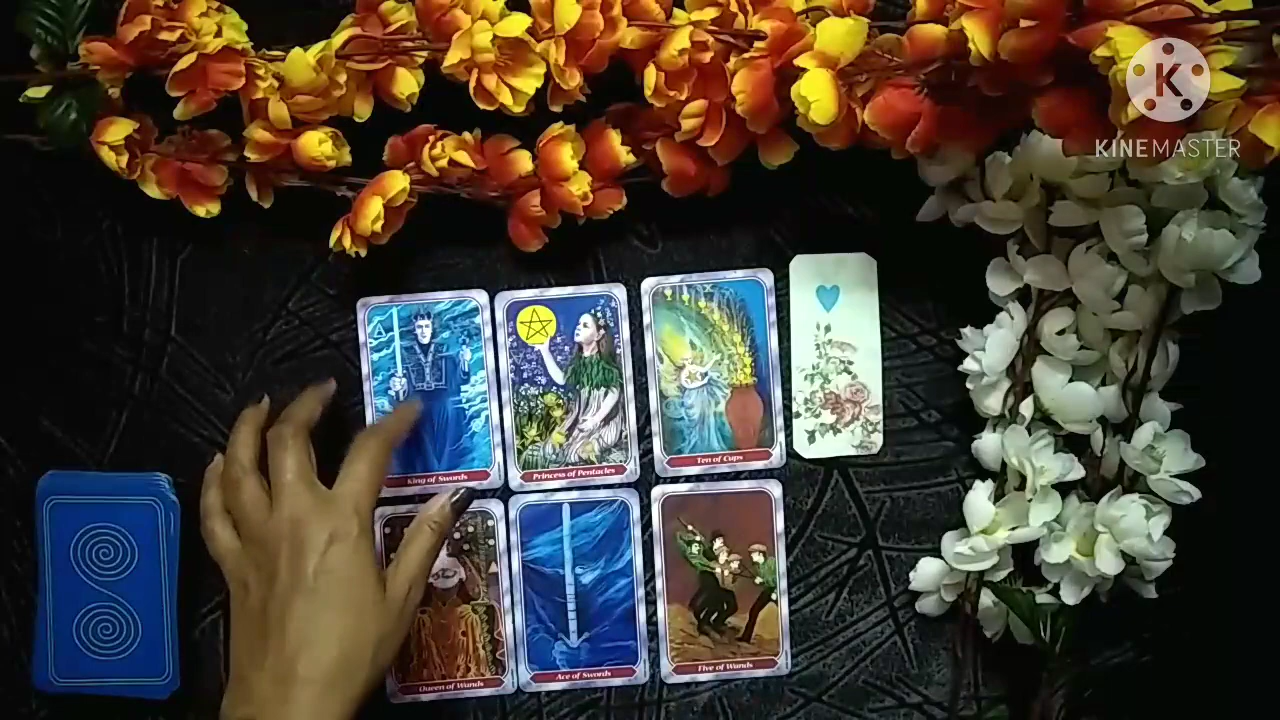 K
KINEMASTER
King of Swords
Princess of Pentacles
Ten of Cups
Queen of Wands
Ace of Swords
Five of Wands